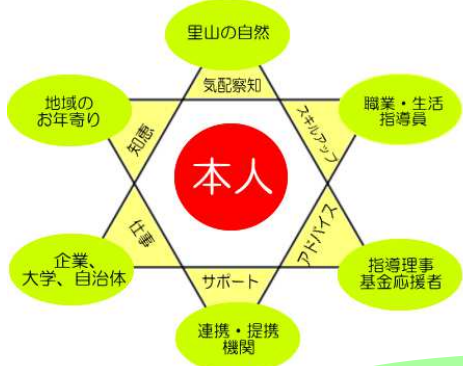 里山の自然
気配察知
地域の
お年寄り
知恵
スキルアップ
職業・生活
指導員
本人
仕事
アドバイス
企業、
大学、自治体
サポート
指導理事
基金応援者
連携・提携
機関